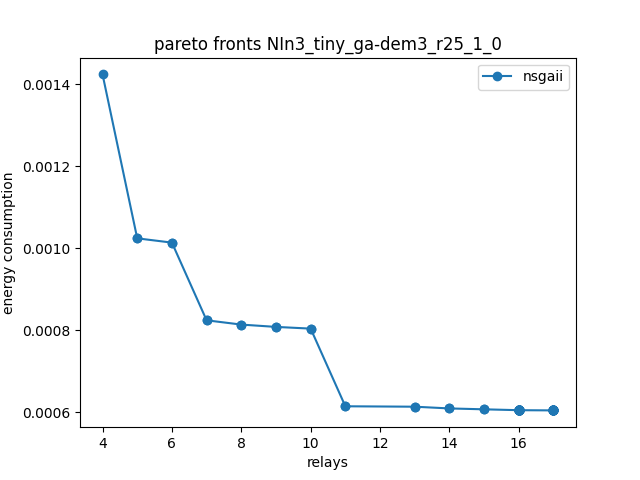 pareto fronts NIn3_tiny_ga-dem3_r25_1_0
nsgaii
energy consumption
0.0014
0.0012
0.0010
0.0008
0.0006
4 6 8 10 12 14 16
relays